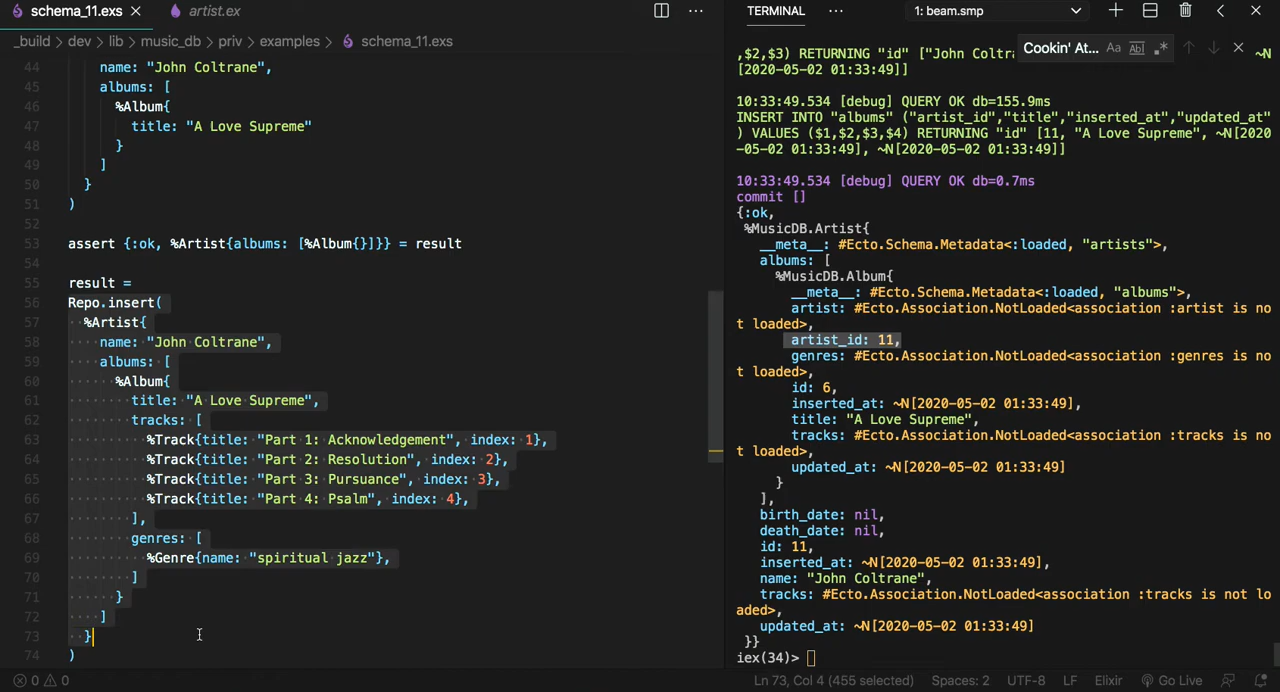 schema_11.exs
artist.ex
_build > dev > lib > music_db > priv > examples > schema_11.exs
44 name: "John Coltrane",
45 albums: [
46 %Album{
47 title: "A Love Supreme"
48 }
49 ]
50 }
51 )
52
53 assert {:ok, %Artist{albums: [%Album{}]}} = result
54
55 result =
56 Repo.insert(
57 %Artist{
58 name: "John Coltrane",
59 albums: [
60 %Album{
61 title: "A Love Supreme",
62 tracks: [
63 %Track{title: "Part 1: Acknowledgement", index: 1},
64 %Track{title: "Part 2: Resolution", index: 2},
65 %Track{title: "Part 3: Pursuance", index: 3},
66 %Track{title: "Part 4: Psalm", index: 4},
67 ],
68 genres: [
69 %Genre{name: "spiritual jazz"},
70 ]
71 }
72 ]
73 }
74 )
TERMINAL
1: beam.smp
Cookin' At... Aa Abl .*
,$2,$3) RETURNING "id" ["John Coltra ~N
[2020-05-02 01:33:49]]
10:33:49.534 [debug] QUERY OK db=155.9ms
INSERT INTO "albums" ("artist_id","title","inserted_at","updated_at"
) VALUES ($1,$2,$3,$4) RETURNING "id" [11, "A Love Supreme", ~N[2020
-05-02 01:33:49], ~N[2020-05-02 01:33:49]]
10:33:49.534 [debug] QUERY OK db=0.7ms
commit []
{:ok,
%MusicDB.Artist{
__meta__: #Ecto.Schema.Metadata<:loaded, "artists">,
albums: [
%MusicDB.Album{
__meta__: #Ecto.Schema.Metadata<:loaded, "albums">,
artist: #Ecto.Association.NotLoaded<association :artist is no
t loaded>,
artist_id: 11,
genres: #Ecto.Association.NotLoaded<association :genres is no
t loaded>,
id: 6,
inserted_at: ~N[2020-05-02 01:33:49],
title: "A Love Supreme",
tracks: #Ecto.Association.NotLoaded<association :tracks is no
t loaded>,
updated_at: ~N[2020-05-02 01:33:49]
}
],
birth_date: nil,
death_date: nil,
id: 11,
inserted_at: ~N[2020-05-02 01:33:49],
name: "John Coltrane",
tracks: #Ecto.Association.NotLoaded<association :tracks is not lo
aded>,
updated_at: ~N[2020-05-02 01:33:49]
}}
iex(34)>
0 0
Ln 73, Col 4 (455 selected) Spaces: 2 UTF-8 LF Elixir Go Live